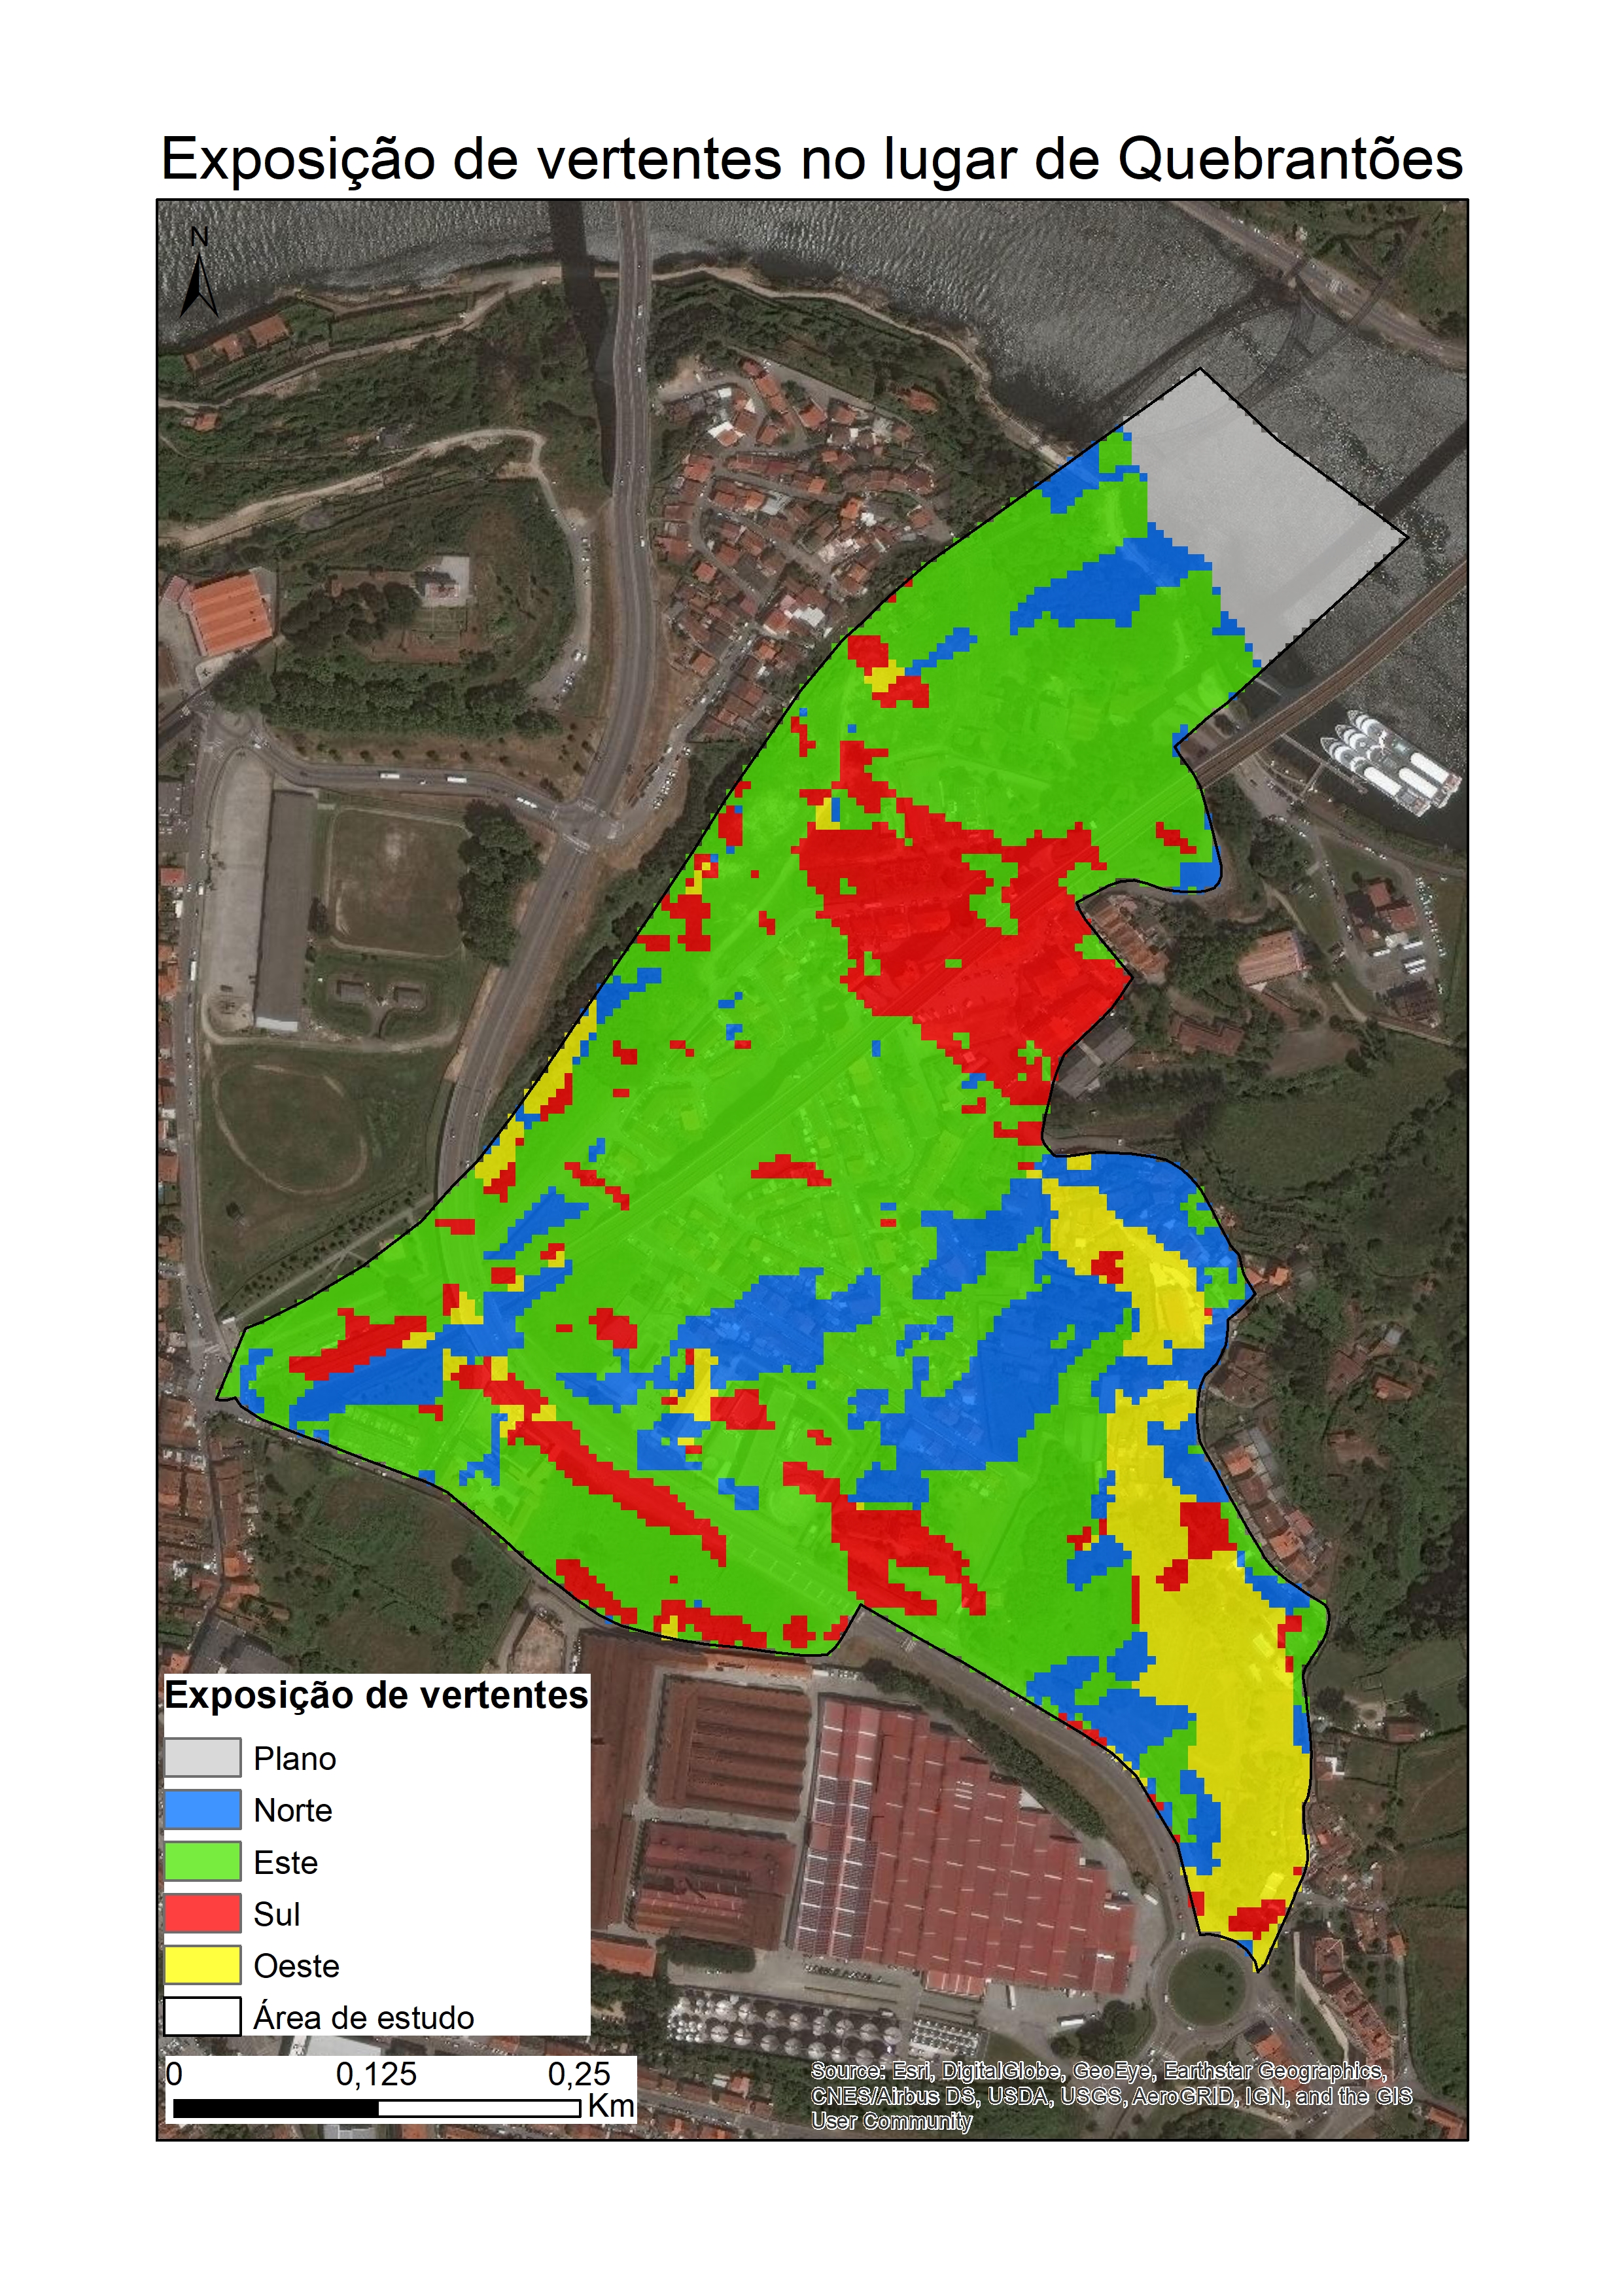 Exposição de vertentes no lugar de Quebrantões
N
Exposição de vertentes
Plano
Norte
Este
Sul
Oeste
Área de estudo
0 0,125 0,25
Km
Source: Esri, DigitalGlobe, GeoEye, Earthstar Geographics,
CNES/Airbus DS, USDA, USGS, AeroGRID, IGN, and the GIS
User Community